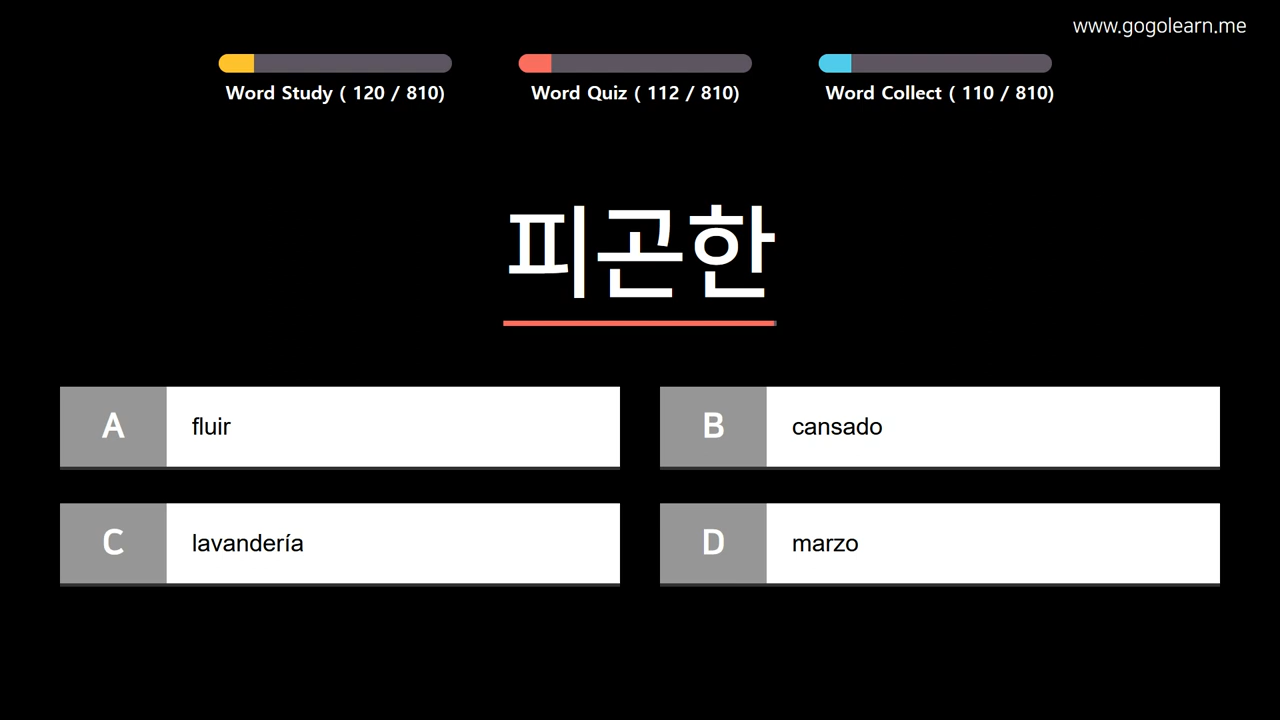 www.gogolearn.me
Word Study ( 120 / 810)
Word Quiz ( 112 / 810)
Word Collect ( 110 / 810)
피곤한
A fluir
B cansado
C lavandería
D marzo